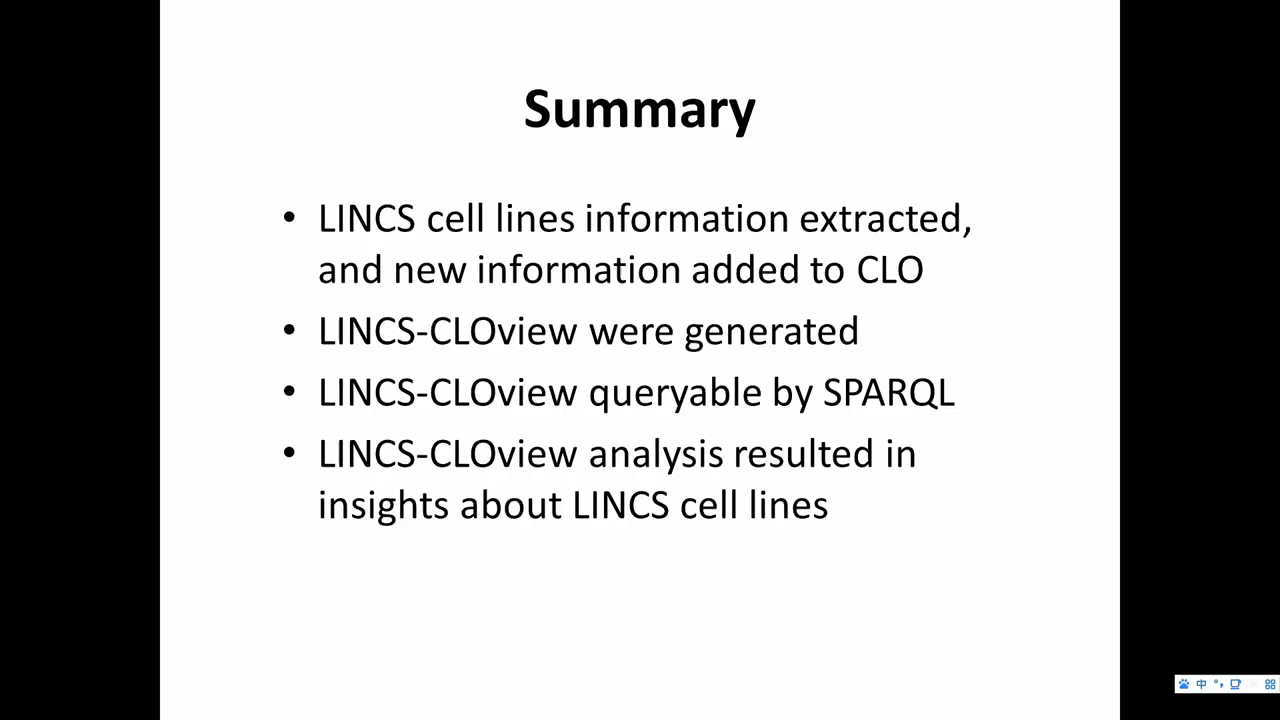 Summary
• LINCS cell lines information extracted,
and new information added to CLO
• LINCS-CLOview were generated
• LINCS-CLOview queryable by SPARQL
• LINCS-CLOview analysis resulted in
insights about LINCS cell lines
中